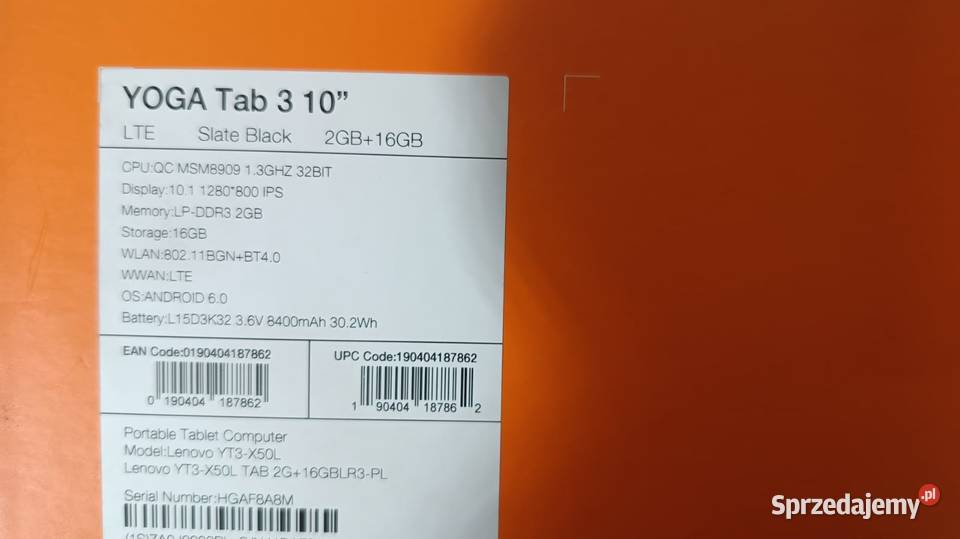 YOGA Tab 3 10”
LTE Slate Black 2GB+16GB
CPU:QC MSM8909 1.3GHZ 32BIT
Display:10.1 1280*800 IPS
Memory:LP-DDR3 2GB
Storage:16GB
WLAN:802.11BGN+BT4.0
WWAN:LTE
OS:ANDROID 6.0
Battery:L15D3K32 3.6V 8400mAh 30.2Wh
EAN Code:0190404187862
0 190404 187862
UPC Code:190404187862
1 90404 18786 2
Portable Tablet Computer
Model:Lenovo YT3-X50L
Lenovo YT3-X50L TAB 2G+16GBLR3-PL
Serial Number:HGAF8A8M
Sprzedajemy.pl